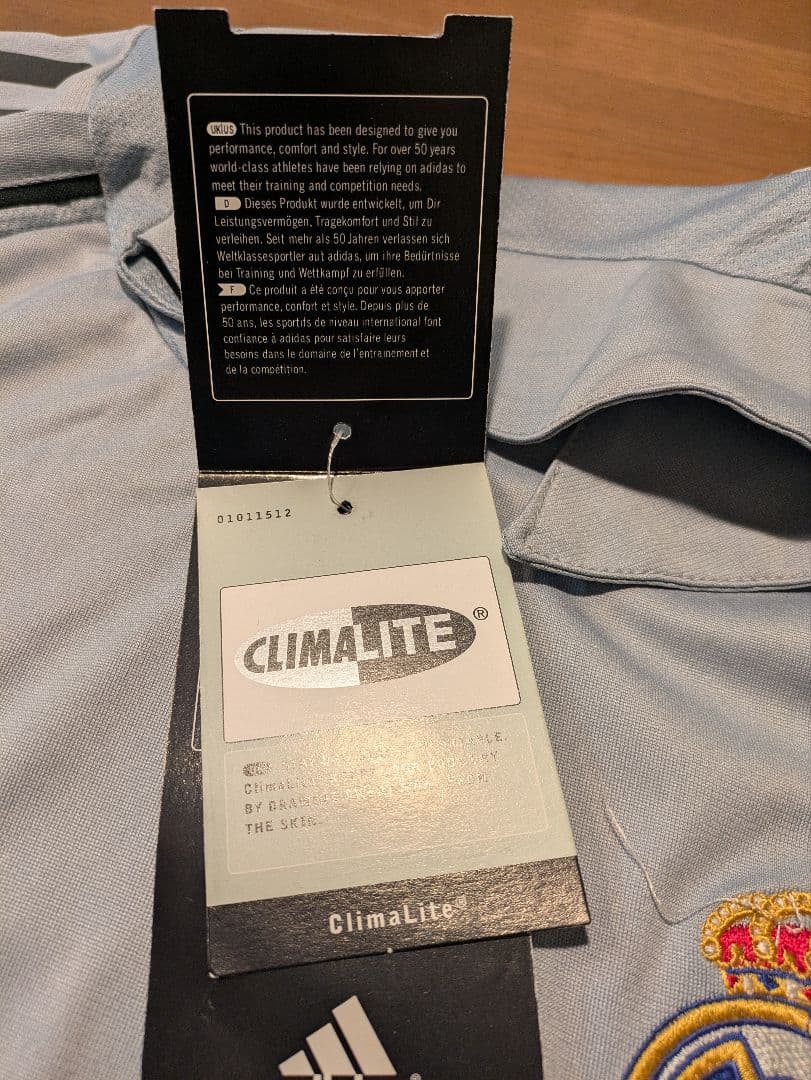 UK/US This product has been designed to give you
performance, comfort and style. For over 50 years
world-class athletes have been relying on adidas to
meet their training and competition needs.
D Dieses Produkt wurde entwickelt, um Dir
Leistungsvermögen, Tragekomfort und Stil zu
verleihen. Seit mehr als 50 Jahren verlassen sich
Weltklassesportler aut adidas, um ihre Bedürtnisse
bei Training und Wettkampf zu erfüllen.
F Ce produit a été conçu pour vous apporter
performance, confort et style. Depuis plus de
50 ans, les sportifs de niveau international font
confiance à adidas pour satisfaire leurs
besoins dans le domaine de l'entrainement et
de la compétition.
01011512
CLIMALITE®
BY
THE SKIN.
ClimaLite®